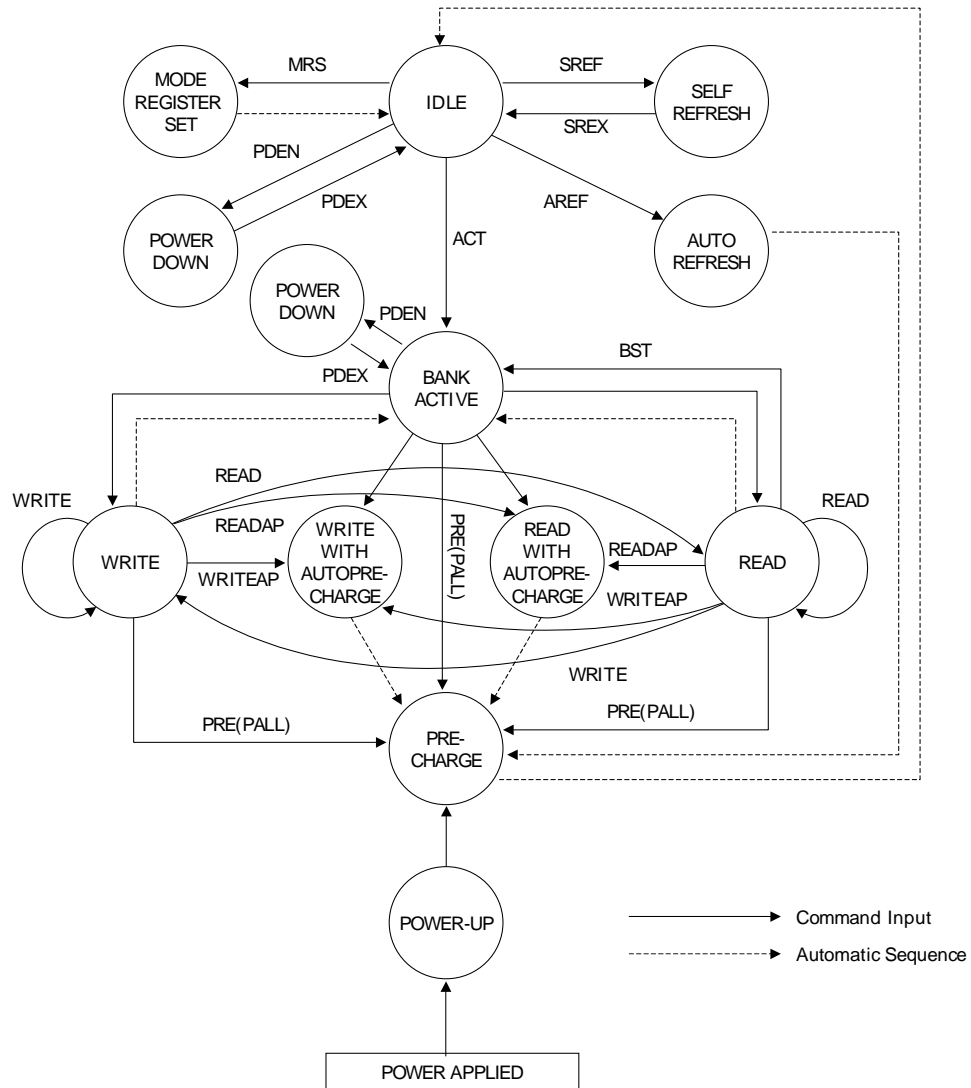 MRS
SREF
MODE
REGISTER
SET
IDLE
SELF
REFRESH
SREX
PDEN
PDEX
AREF
POWER
DOWN
ACT
AUTO
REFRESH
POWER
DOWN
PDEN
BST
PDEX
BANK
ACTIVE
READ
WRITE
READ
READAP
WRITE
WITH
AUTOPRE-
CHARGE
PRE(PALL)
READ
WITH
AUTOPRE-
CHARGE
READAP
WRITE
READ
WRITEAP
WRITEAP
WRITE
PRE(PALL)
PRE(PALL)
PRE-
CHARGE
POWER-UP
Command Input
Automatic Sequence
POWER APPLIED